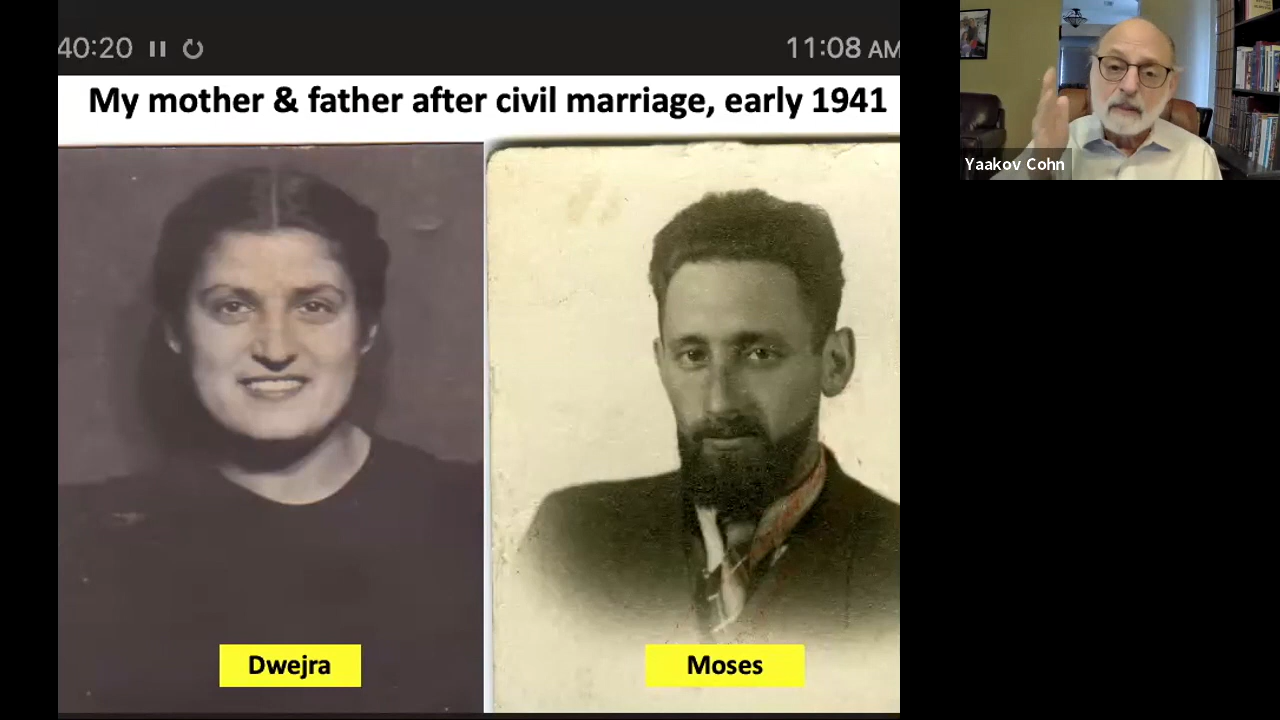 40:20
11:08 AM
My mother & father after civil marriage, early 1941
Yaakov Cohn
Dwejra
Moses